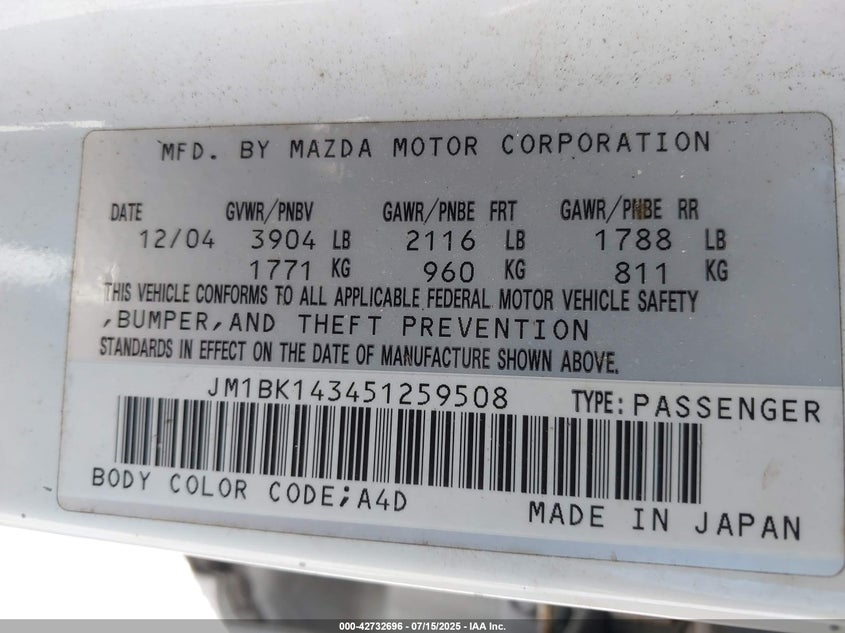 MFD. BY MAZDA MOTOR CORPORATION
DATE GVWR/PNBV GAWR/PNBE FRT GAWR/PNBE RR
12/04 3904 LB 2116 LB 1788 LB
1771 KG 960 KG 811 KG
THIS VEHICLE CONFORMS TO ALL APPLICABLE FEDERAL MOTOR VEHICLE SAFETY
,BUMPER,AND THEFT PREVENTION
STANDARDS IN EFFECT ON THE DATE OF MANUFACTURE SHOWN ABOVE.
JM1BK143451259508 TYPE:PASSENGER
BODY COLOR CODE;A4D
MADE IN JAPAN
000-42732696 - 07/15/2025 - IAA Inc.